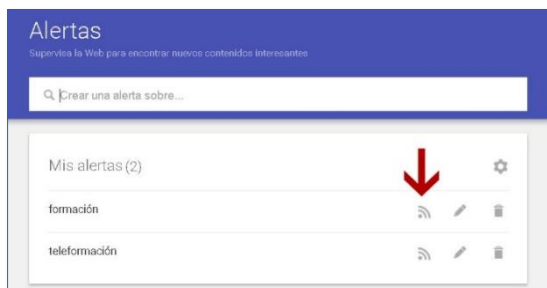 Alertas
Supervisa la Web para encontrar nuevos contenidos interesantes
Crear una alerta sobre...
Mis alertas (2)
formación
teleformación